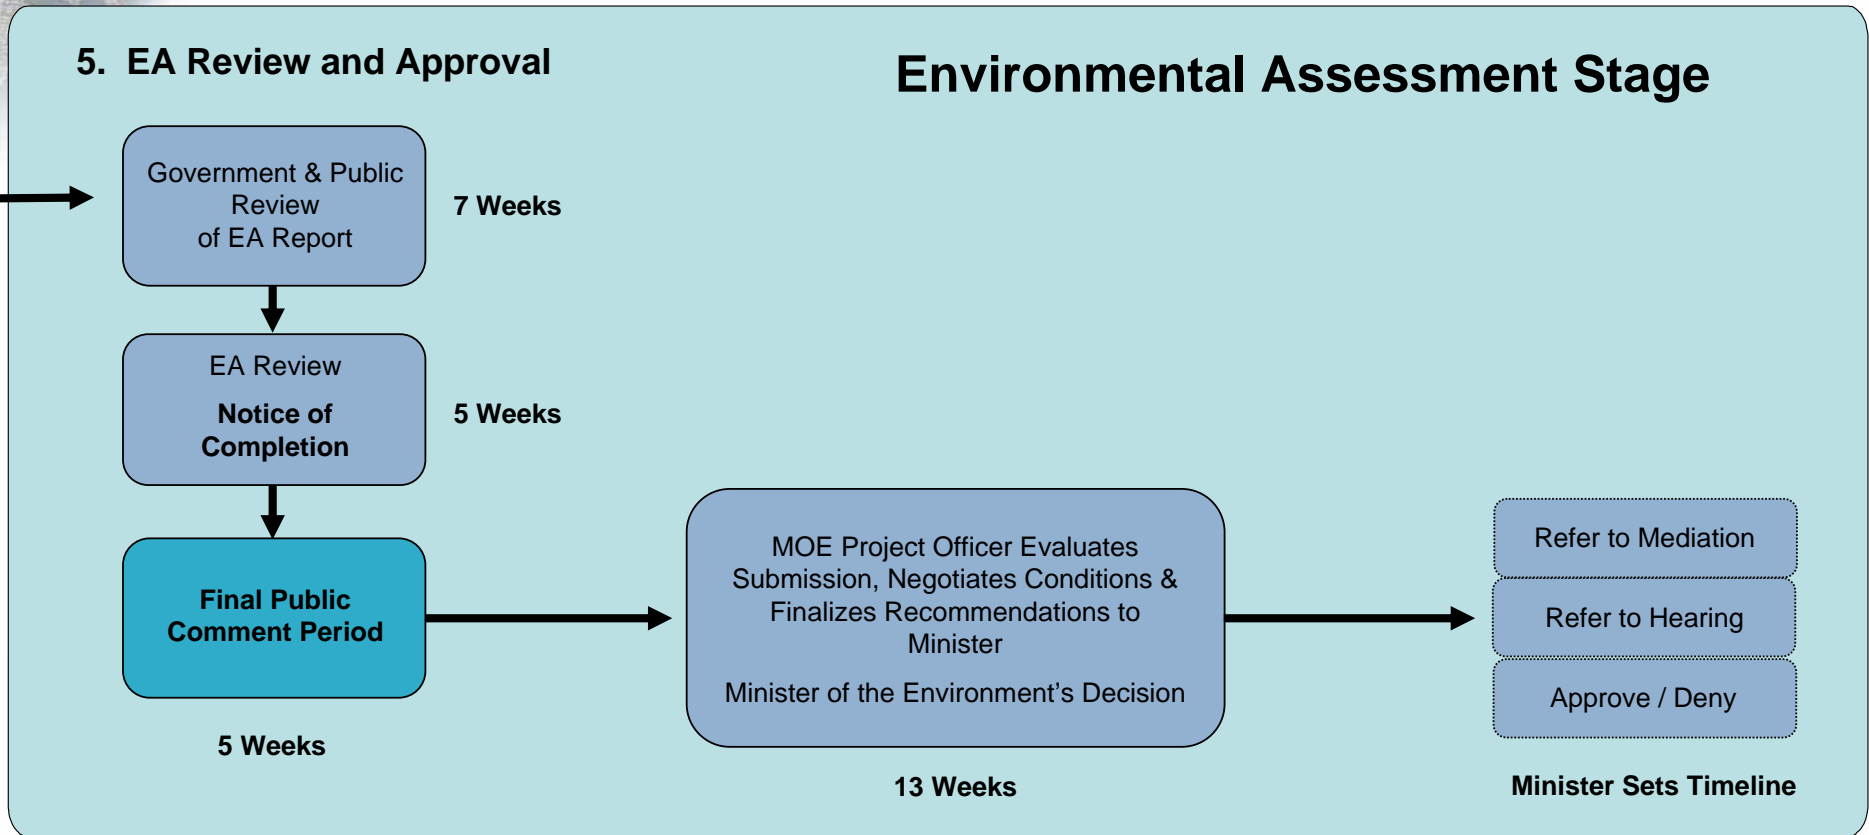 5. EA Review and Approval
Environmental Assessment Stage
Government & Public
Review
of EA Report
7 Weeks
EA Review
Notice of
Completion
5 Weeks
Final Public
Comment Period
5 Weeks
MOE Project Officer Evaluates
Submission, Negotiates Conditions &
Finalizes Recommendations to
Minister
Minister of the Environment's Decision
13 Weeks
Refer to Mediation
Refer to Hearing
Approve / Deny
Minister Sets Timeline